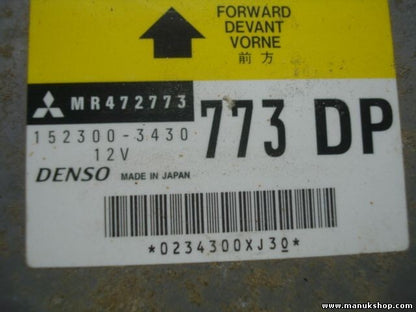 FORWARD
DEVANT
VORNE
前方
MR472773
773 DP
152300-3430
12V
DENSO MADE IN JAPAN
*0234300XJ30*
www.manukshop.com